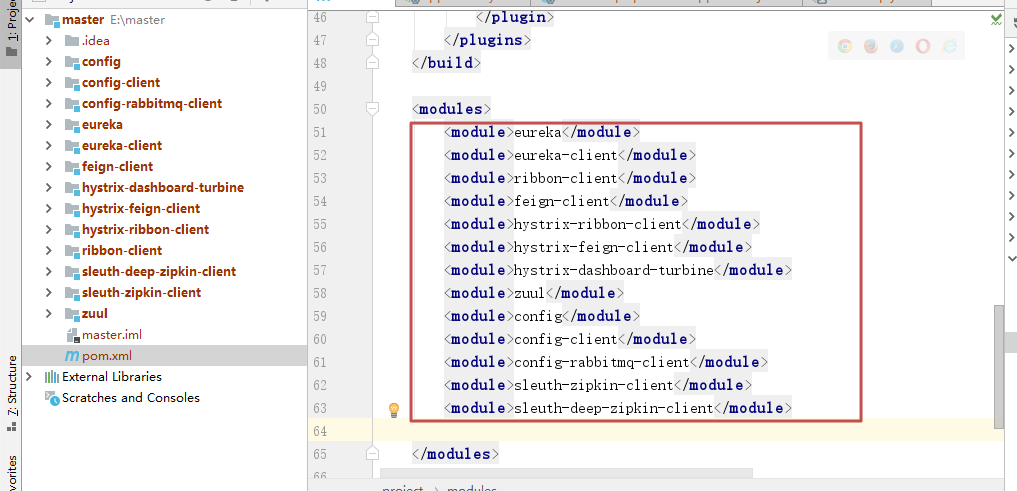 1: Project
master E:\master
.idea
config
config-client
config-rabbitmq-client
eureka
eureka-client
feign-client
hystrix-dashboard-turbine
hystrix-feign-client
hystrix-ribbon-client
ribbon-client
sleuth-deep-zipkin-client
sleuth-zipkin-client
zuul
master.iml
pom.xml
External Libraries
Scratches and Consoles
7: Structure
46 </plugin>
47 </plugins>
48 </build>
49
50 <modules>
51 <module>eureka</module>
52 <module>eureka-client</module>
53 <module>ribbon-client</module>
54 <module>feign-client</module>
55 <module>hystrix-ribbon-client</module>
56 <module>hystrix-feign-client</module>
57 <module>hystrix-dashboard-turbine</module>
58 <module>zuul</module>
59 <module>config</module>
60 <module>config-client</module>
61 <module>config-rabbitmq-client</module>
62 <module>sleuth-zipkin-client</module>
63 <module>sleuth-deep-zipkin-client</module>
64
65 </modules>
66
project modules